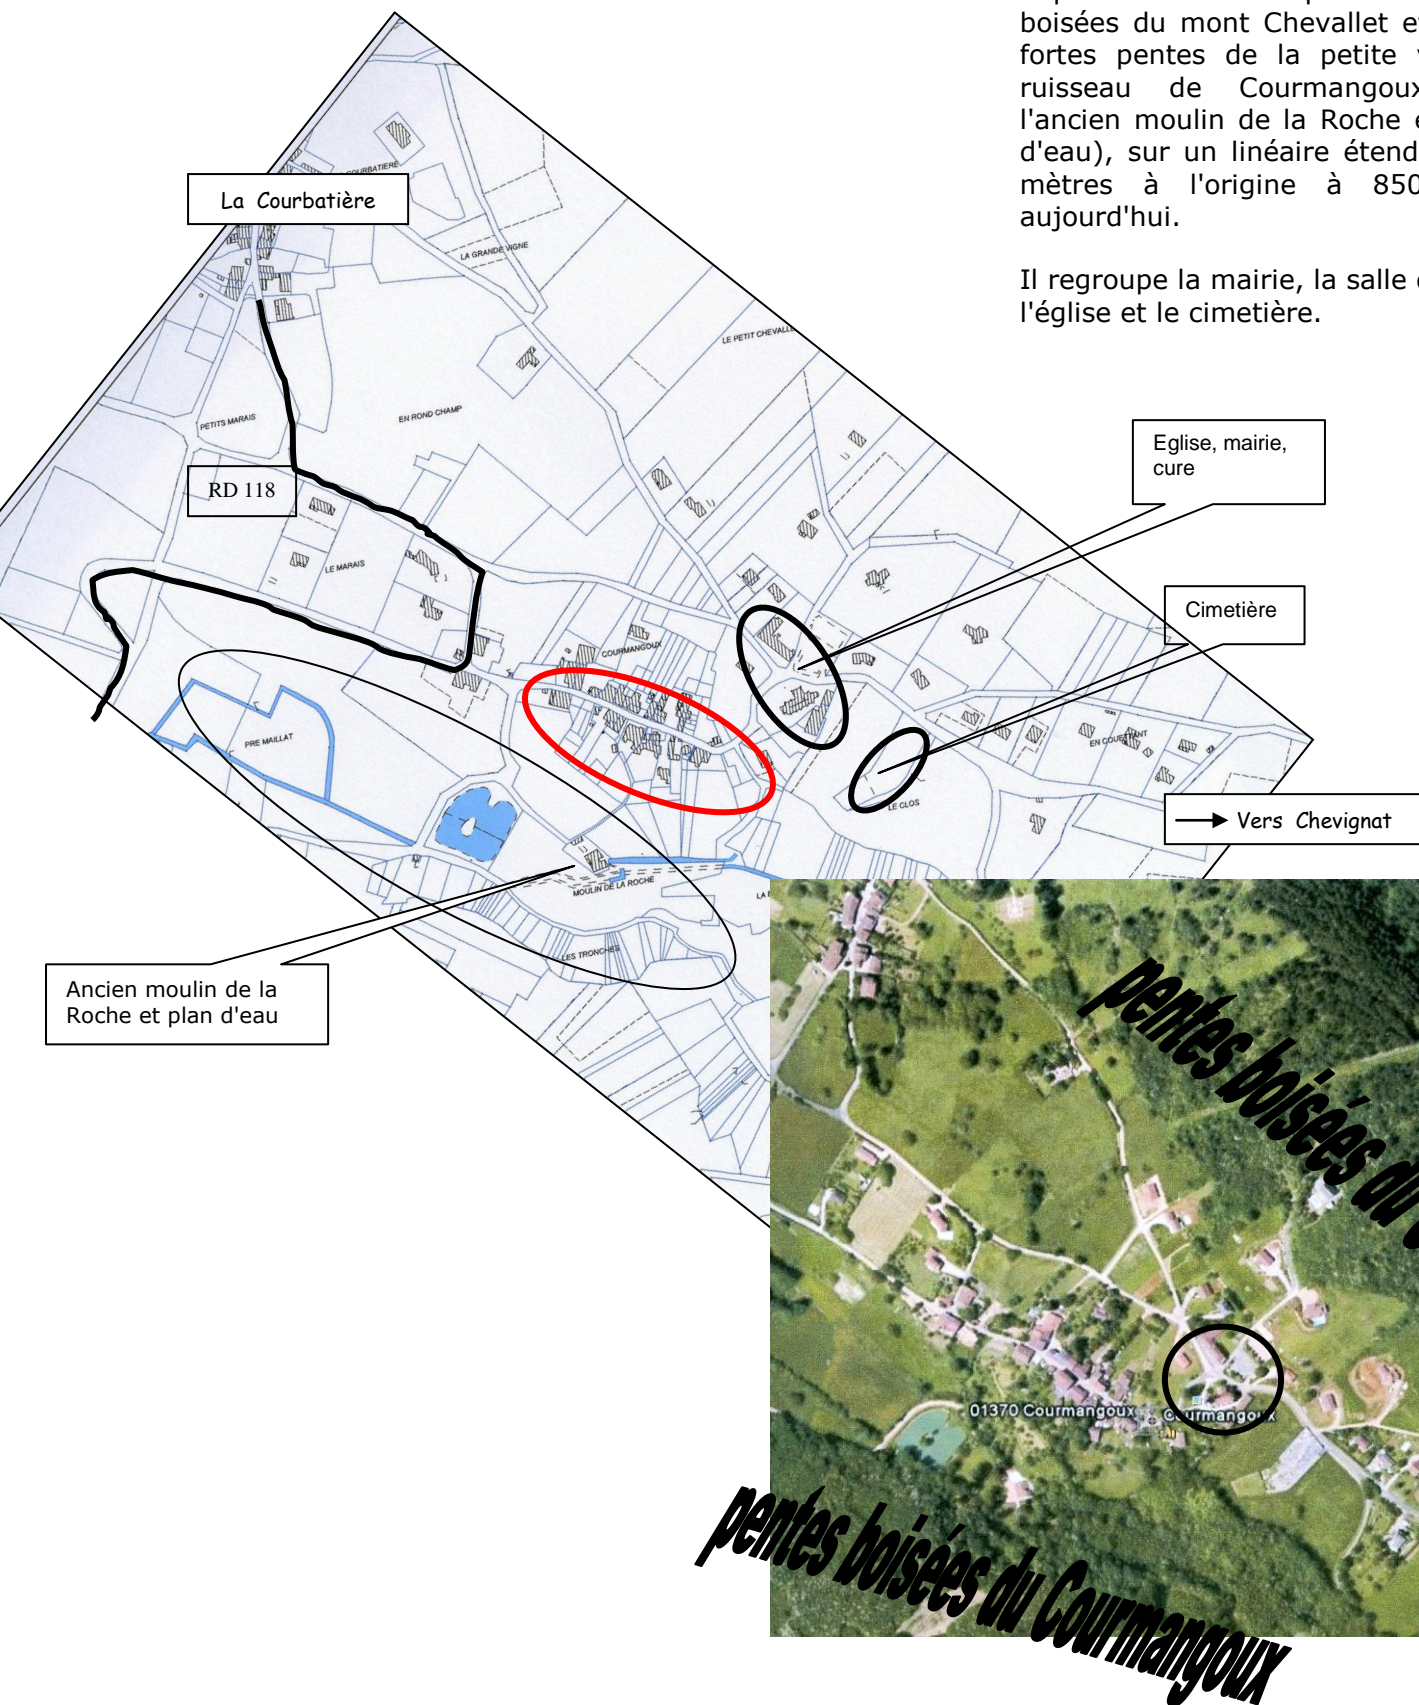 boisées du mont Chevallet et
fortes pentes de la petite
ruisseau de Courmangoux
l'ancien moulin de la Roche
d'eau), sur un linéaire
mètres à l'origine à 850
aujourd'hui.
Il regroupe la mairie, la salle
l'église et le cimetière.
COURBATIERE
La Courbatière
LA GRANDE VIGNE
LE PETIT CHEVALLE
EN ROND CHAMP
PETITS MARAIS
RD 118
LE MARAIS
Eglise, mairie,
cure
Cimetière
COURMANGOUX
PRE MAILLAT
EN COUETTANT
LE CLOS
Vers Chevignat
MOULIN DE LA ROCHE
LES TRONCHES
Ancien moulin de la
Roche et plan d'eau
pentes boisées du
01370 Courmangoux
Courmangoux
pentes boisées du Courmangoux